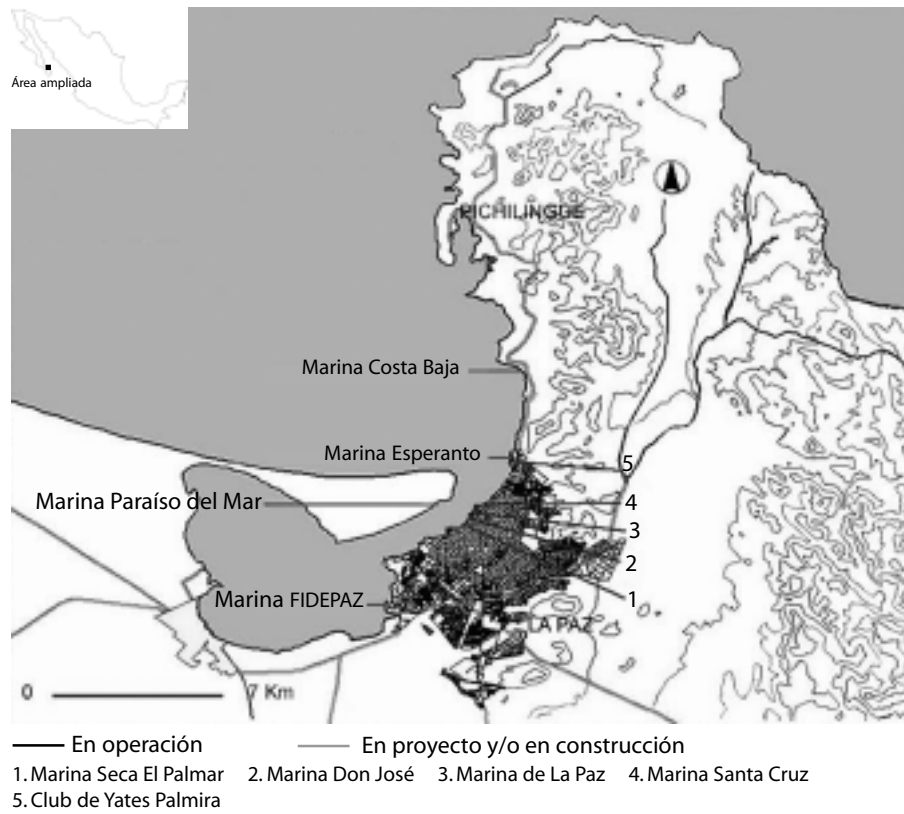 Área ampliada
PICHILINGUE
Marina Costa Baja
Marina Esperanto
5
Marina Paraíso del Mar
4
3
2
Marina FIDEPAZ
1
LA PAZ
0 7 Km
En operación En proyecto y/o en construcción
1. Marina Seca El Palmar 2. Marina Don José 3. Marina de La Paz 4. Marina Santa Cruz
5. Club de Yates Palmira